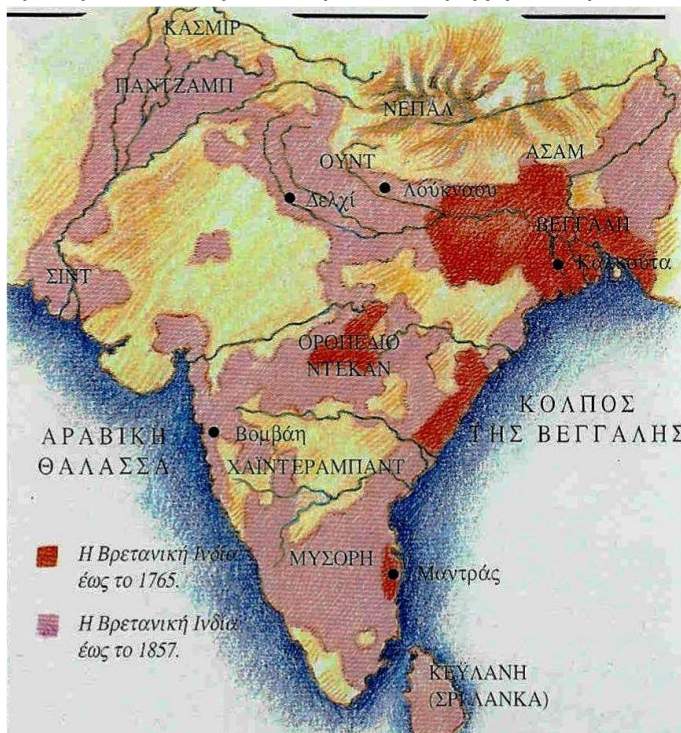 ΚΑΣΜΙΡ
ΠΑΝΤΖΑΜΠ
ΝΕΠΑΛ
ΟΥΝΤ
ΑΣΑΜ
Δελχί
Λούκναου
ΒΕΓΓΑΛΗ
Καλκούτα
ΣΙΝΤ
ΟΡΟΠΕΔΙΟ
ΝΤΕΚΑΝ
ΚΟΛΠΟΣ
ΤΗΣ ΒΕΓΓΑΛΗΣ
ΑΡΑΒΙΚΗ
ΘΑΛΑΣΣΑ
Βομβάη
ΧΑΪΝΤΕΡΑΜΠΑΝΤ
ΜΥΣΟΡΗ
Μαντράς
Η Βρετανική Ινδία
έως το 1765.
Η Βρετανική Ινδία
έως το 1857.
ΚΕΫΛΑΝΗ
(ΣΡΙ ΛΑΝΚΑ)